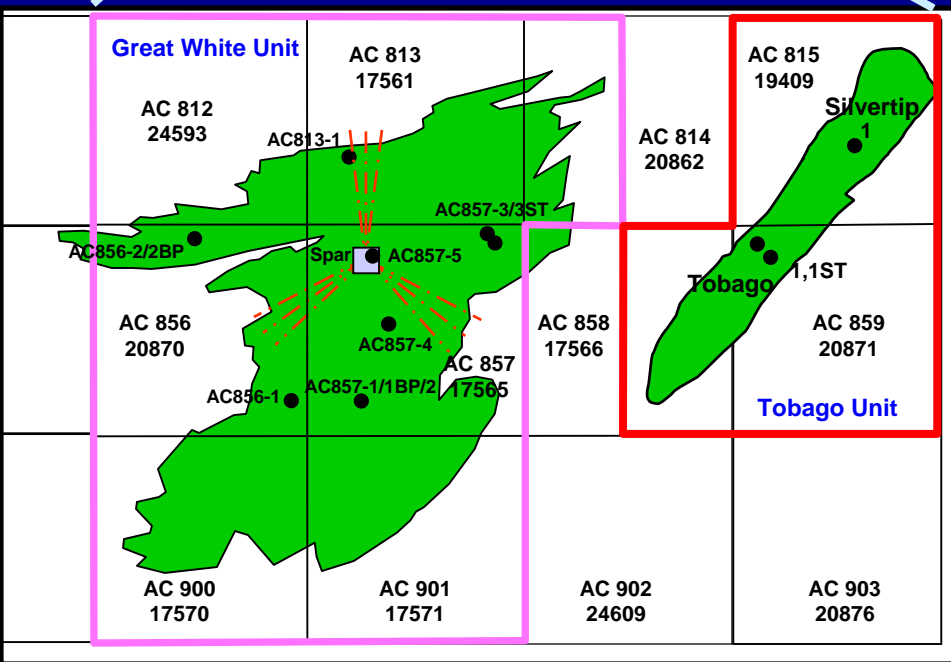 Great White Unit
AC 813
17561
AC 815
19409
AC 812
24593
Silvertip
1
AC813-1
AC 814
20862
AC857-3/3ST
AC856-2/2BP
Spar
AC857-5
Tobago
1,1ST
AC 856
20870
AC 858
17566
AC 859
20871
AC857-4
AC 857
17565
AC856-1
AC857-1/1BP/2
Tobago Unit
AC 900
17570
AC 901
17571
AC 902
24609
AC 903
20876